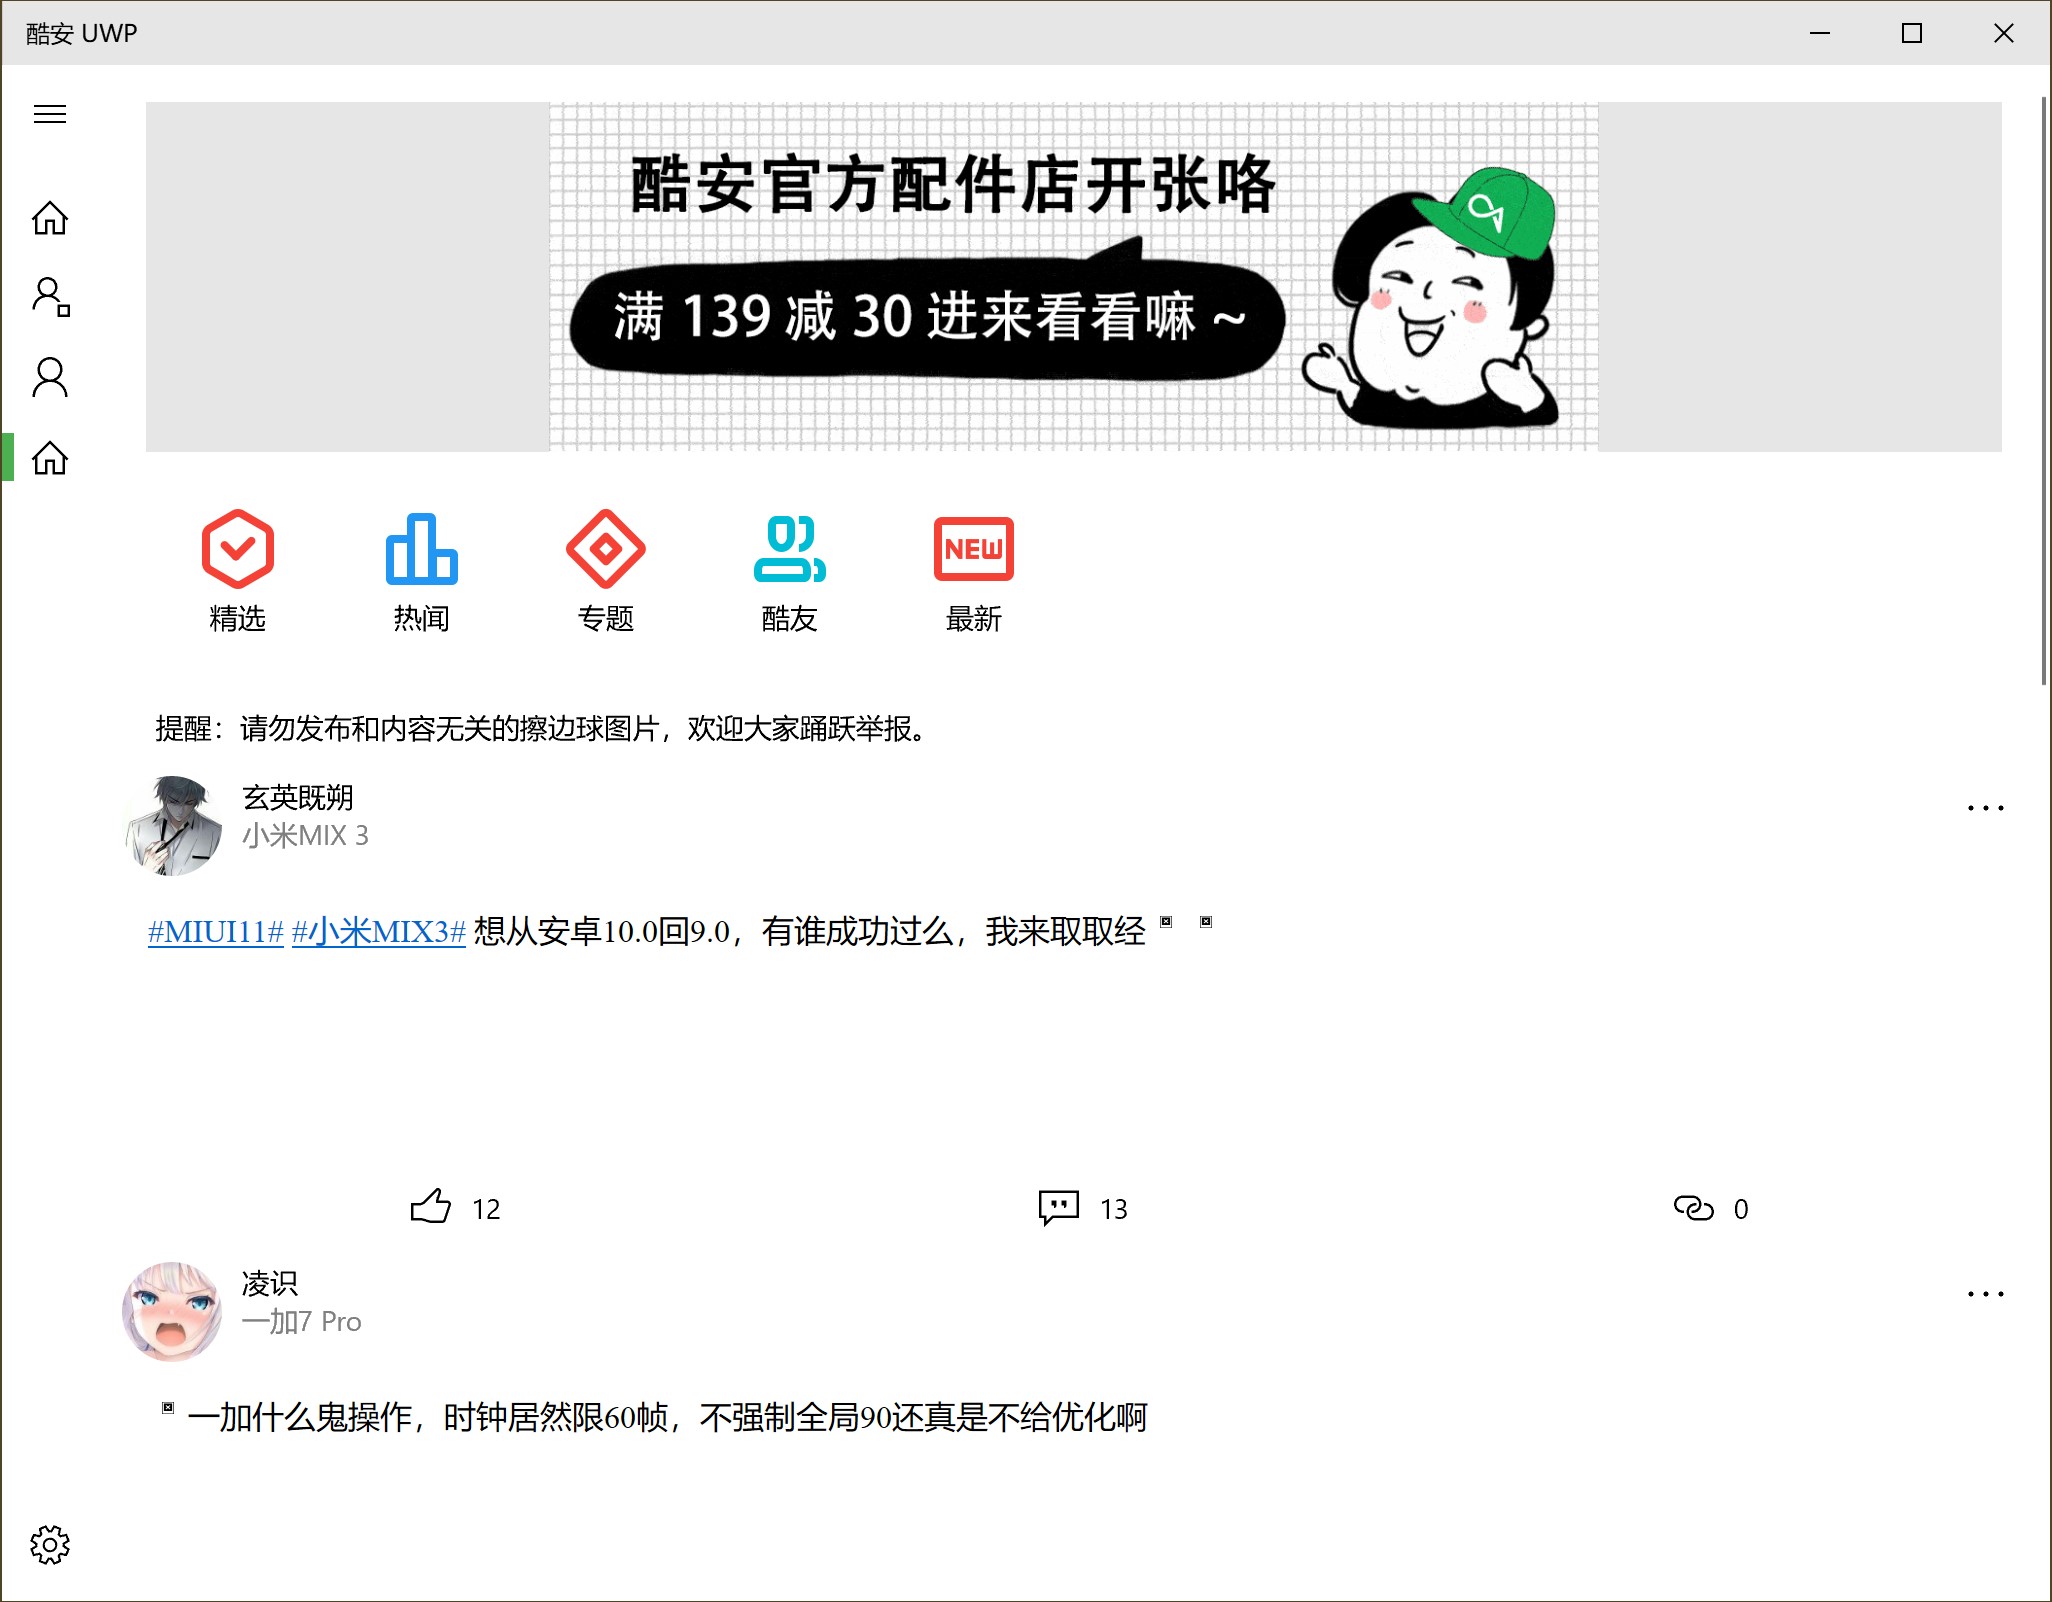 酷安 UWP
酷安官方配件店开张咯
满 139 减 30 进来看看嘛 ~
NEW
精选 热闻 专题 酷友 最新
提醒：请勿发布和内容无关的擦边球图片，欢迎大家踊跃举报。
玄英既朔
小米MIX 3
#MIUI11# #小米MIX3# 想从安卓10.0回9.0，有谁成功过么，我来取取经
12 13 0
凌识
一加7 Pro
一加什么鬼操作，时钟居然限60帧，不强制全局90还真是不给优化啊